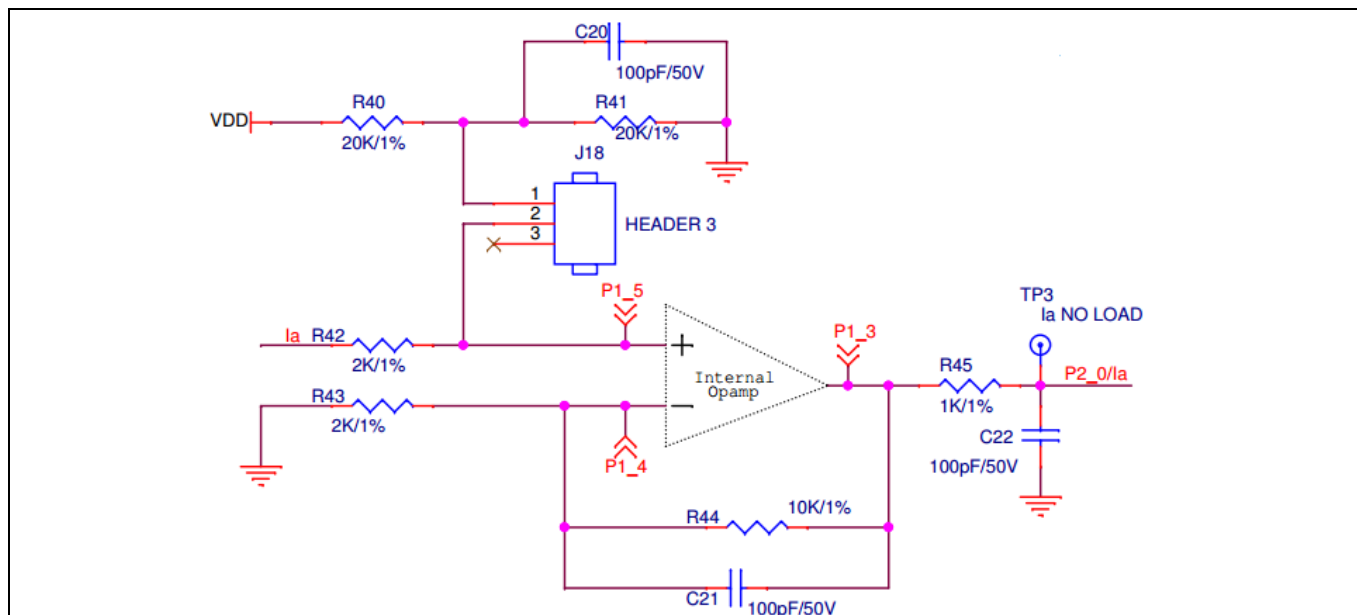 C20
100pF/50V
VDD
R40
20K/1%
R41
20K/1%
J18
1
2
3
HEADER 3
P1_5
Ia
R42
2K/1%
R43
2K/1%
P1_4
+
Internal
Opamp
−
P1_3
TP3
Ia NO LOAD
R45
1K/1%
P2_0/Ia
C22
100pF/50V
R44
10K/1%
C21
100pF/50V